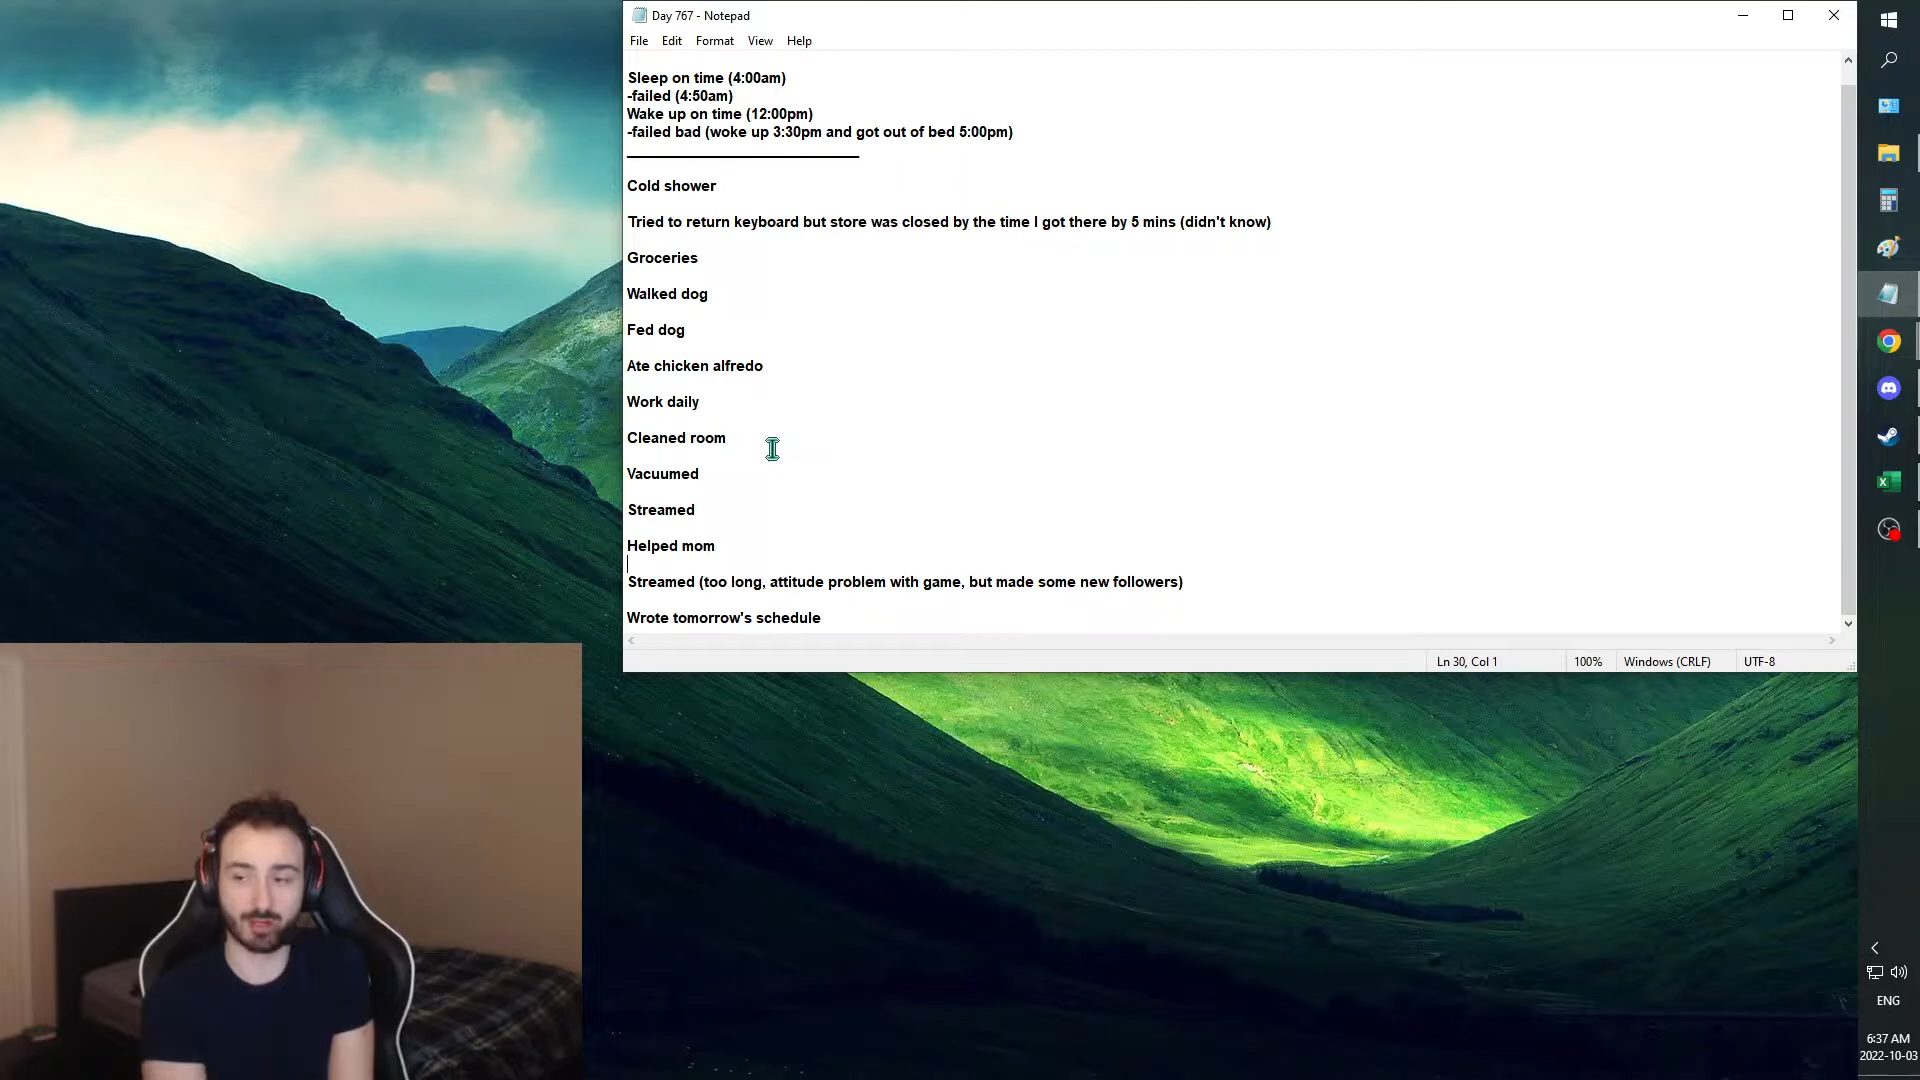 Day 767 - Notepad
File Edit Format View Help
Sleep on time (4:00am)
-failed (4:50am)
Wake up on time (12:00pm)
-failed bad (woke up 3:30pm and got out of bed 5:00pm)
Cold shower
Tried to return keyboard but store was closed by the time I got there by 5 mins (didn't know)
Groceries
Walked dog
Fed dog
Ate chicken alfredo
Work daily
Cleaned room
Vacuumed
Streamed
Helped mom
Streamed (too long, attitude problem with game, but made some new followers)
Wrote tomorrow's schedule
Ln 30, Col 1 100% Windows (CRLF) UTF-8
ENG
6:37 AM
2022-10-03